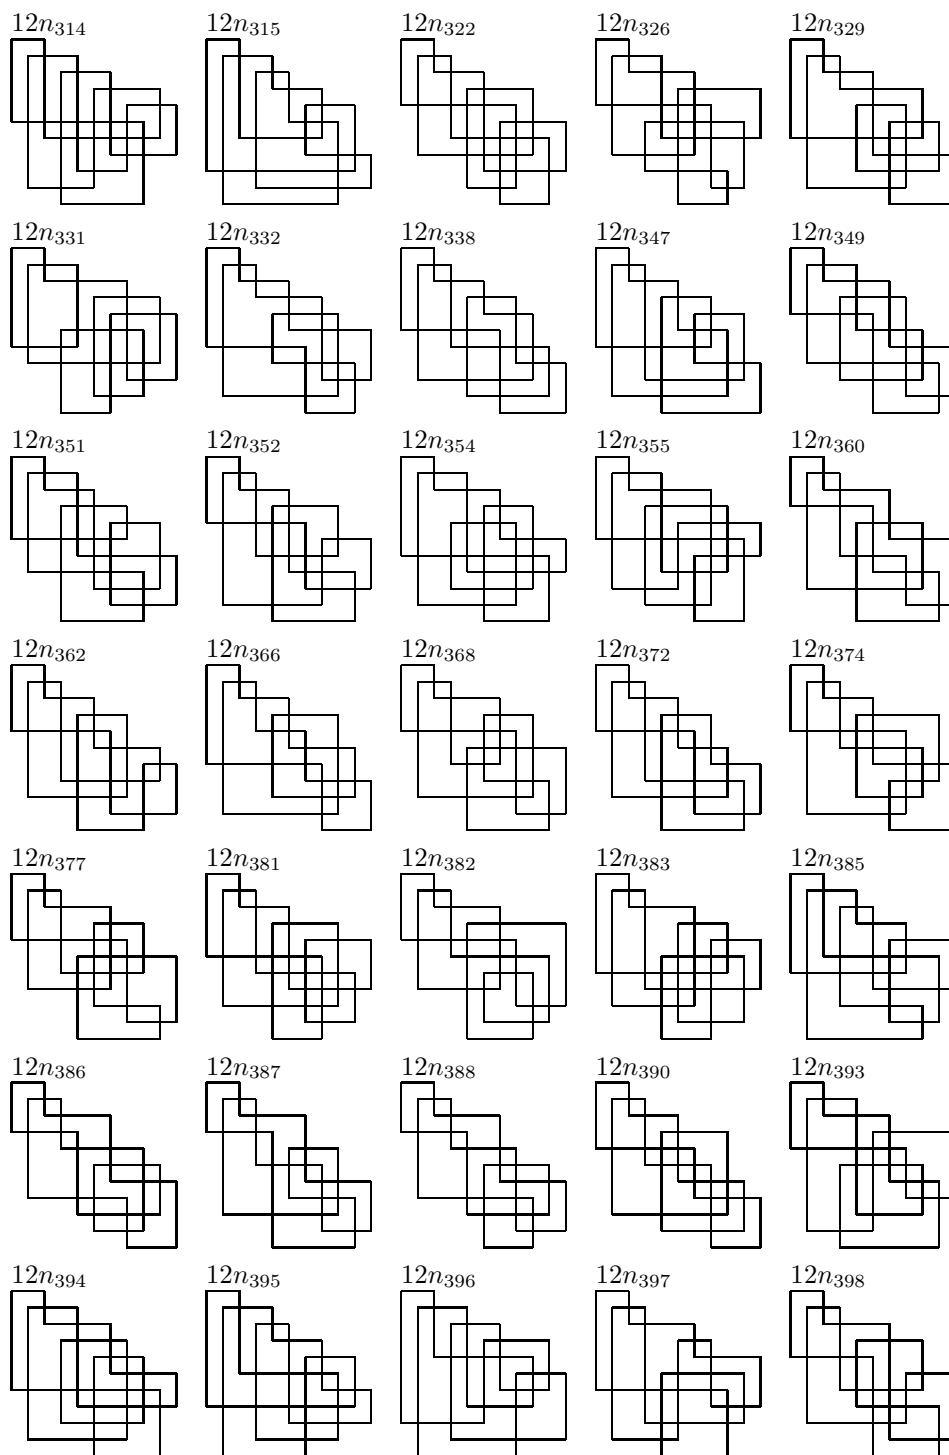 12n₃₁₄ 12n₃₁₅ 12n₃₂₂ 12n₃₂₆ 12n₃₂₉
12n₃₃₁ 12n₃₃₂ 12n₃₃₈ 12n₃₄₇ 12n₃₄₉
12n₃₅₁ 12n₃₅₂ 12n₃₅₄ 12n₃₅₅ 12n₃₆₀
12n₃₆₂ 12n₃₆₆ 12n₃₆₈ 12n₃₇₂ 12n₃₇₄
12n₃₇₇ 12n₃₈₁ 12n₃₈₂ 12n₃₈₃ 12n₃₈₅
12n₃₈₆ 12n₃₈₇ 12n₃₈₈ 12n₃₉₀ 12n₃₉₃
12n₃₉₄ 12n₃₉₅ 12n₃₉₆ 12n₃₉₇ 12n₃₉₈